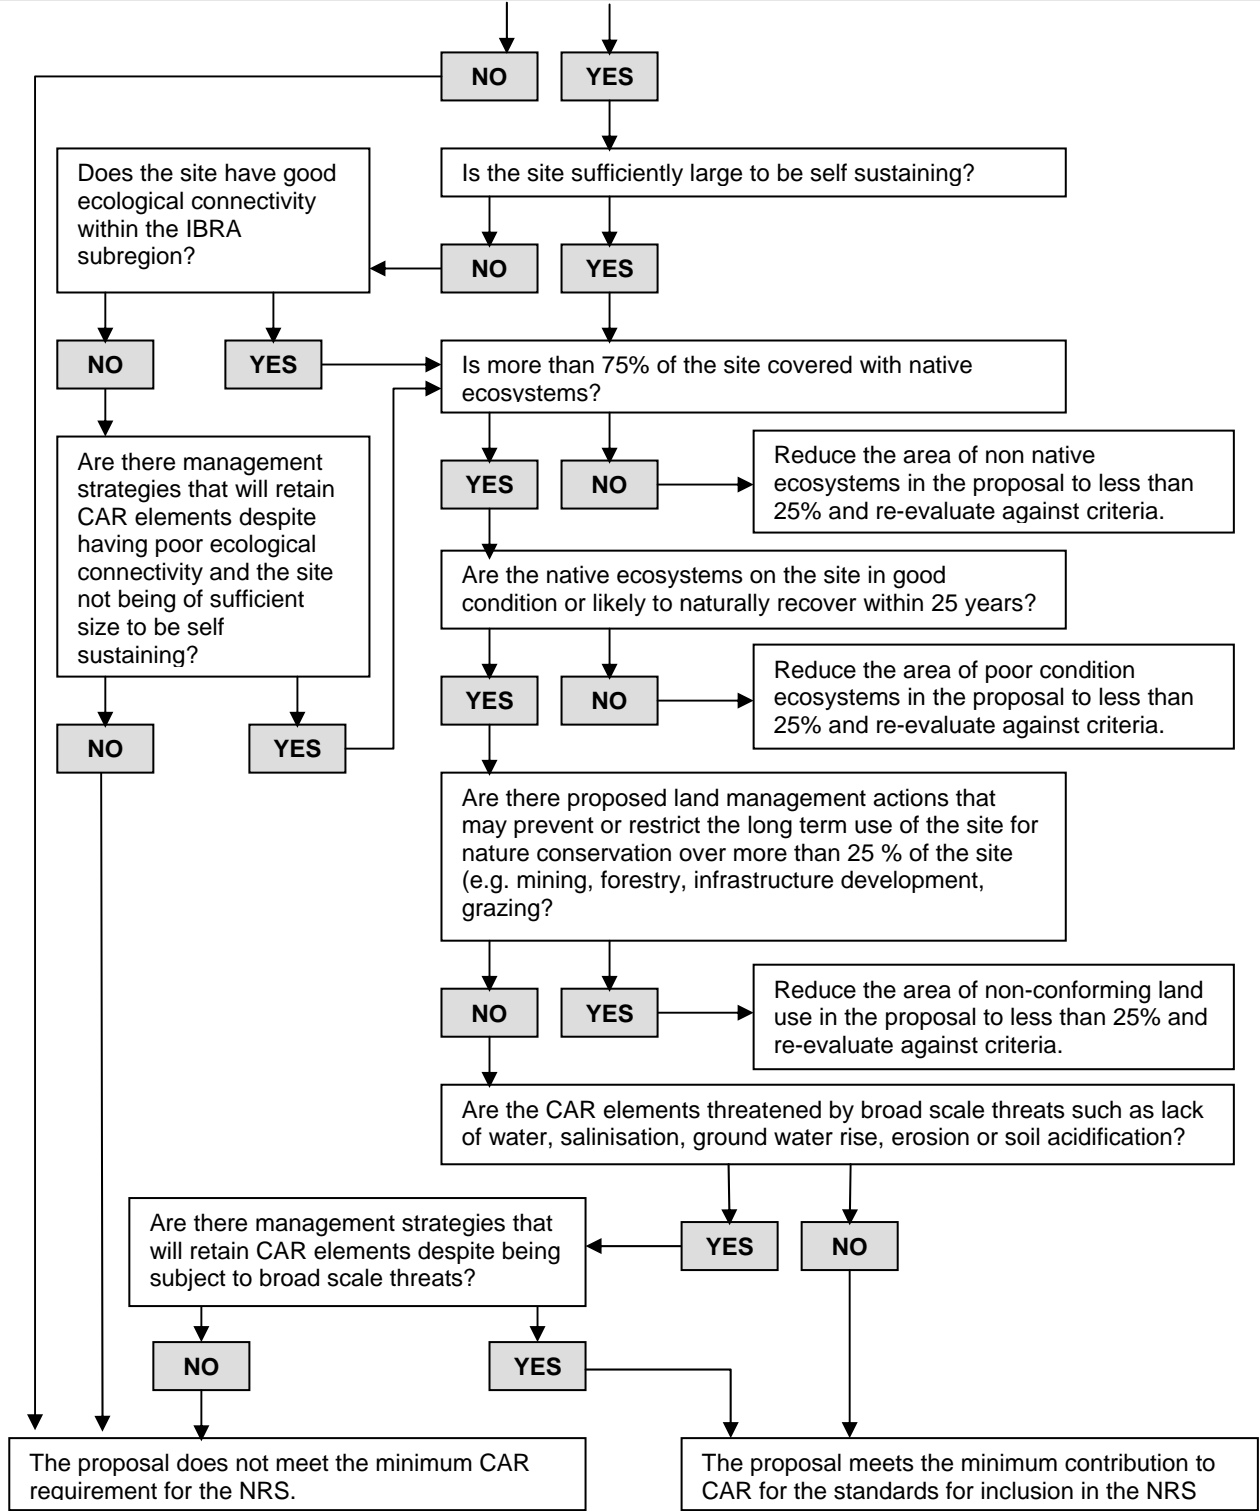 NO
YES
Does the site have good
ecological connectivity
within the IBRA
subregion?
Is the site sufficiently large to be self sustaining?
NO
YES
NO
YES
Is more than 75% of the site covered with native
ecosystems?
Are there management
strategies that will retain
CAR elements despite
having poor ecological
connectivity and the site
not being of sufficient
size to be self
sustaining?
YES
NO
Reduce the area of non native
ecosystems in the proposal to less than
25% and re-evaluate against criteria.
Are the native ecosystems on the site in good
condition or likely to naturally recover within 25 years?
YES
NO
Reduce the area of poor condition
ecosystems in the proposal to less than
25% and re-evaluate against criteria.
NO
YES
Are there proposed land management actions that
may prevent or restrict the long term use of the site for
nature conservation over more than 25 % of the site
(e.g. mining, forestry, infrastructure development,
grazing?
NO
YES
Reduce the area of non-conforming land
use in the proposal to less than 25% and
re-evaluate against criteria.
Are the CAR elements threatened by broad scale threats such as lack
of water, salinisation, ground water rise, erosion or soil acidification?
Are there management strategies that
will retain CAR elements despite being
subject to broad scale threats?
YES
NO
NO
YES
The proposal does not meet the minimum CAR
requirement for the NRS.
The proposal meets the minimum contribution to
CAR for the standards for inclusion in the NRS